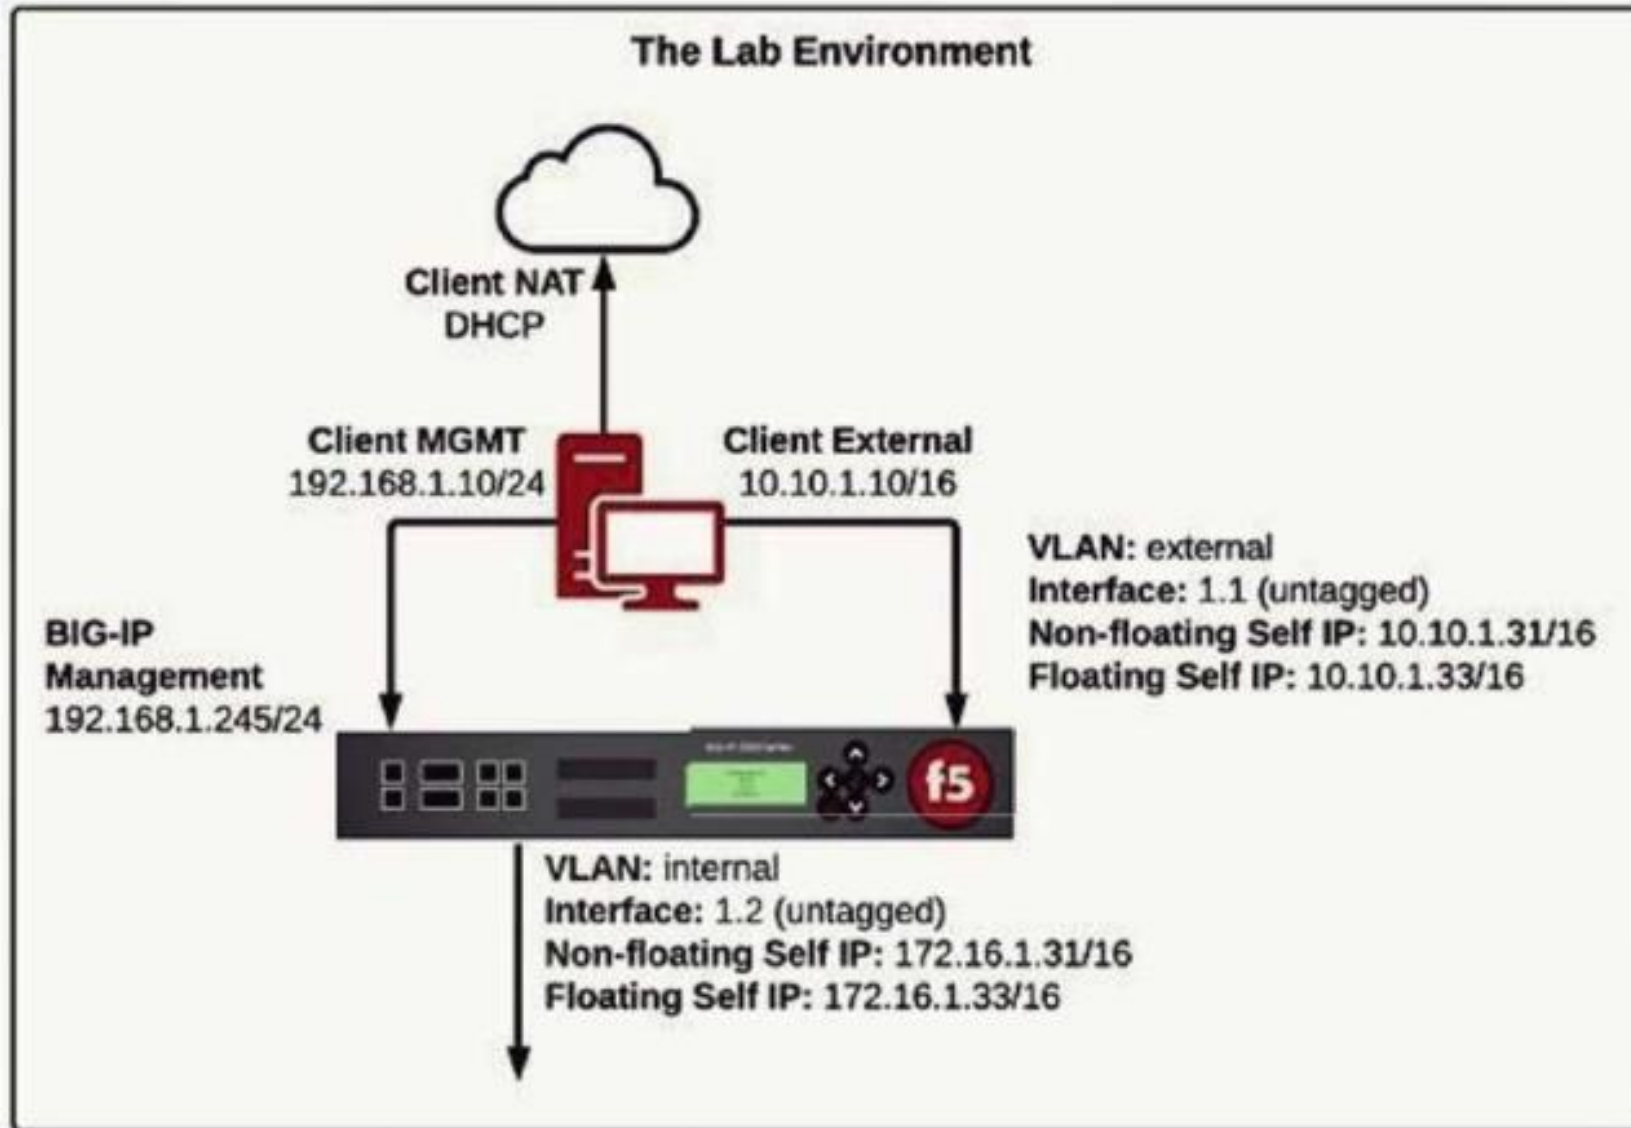 The Lab Environment
Client NAT
DHCP
Client MGMT
192.168.1.10/24
Client External
10.10.1.10/16
VLAN: external
Interface: 1.1 (untagged)
Non-floating Self IP: 10.10.1.31/16
Floating Self IP: 10.10.1.33/16
BIG-IP
Management
192.168.1.245/24
f5
VLAN: internal
Interface: 1.2 (untagged)
Non-floating Self IP: 172.16.1.31/16
Floating Self IP: 172.16.1.33/16